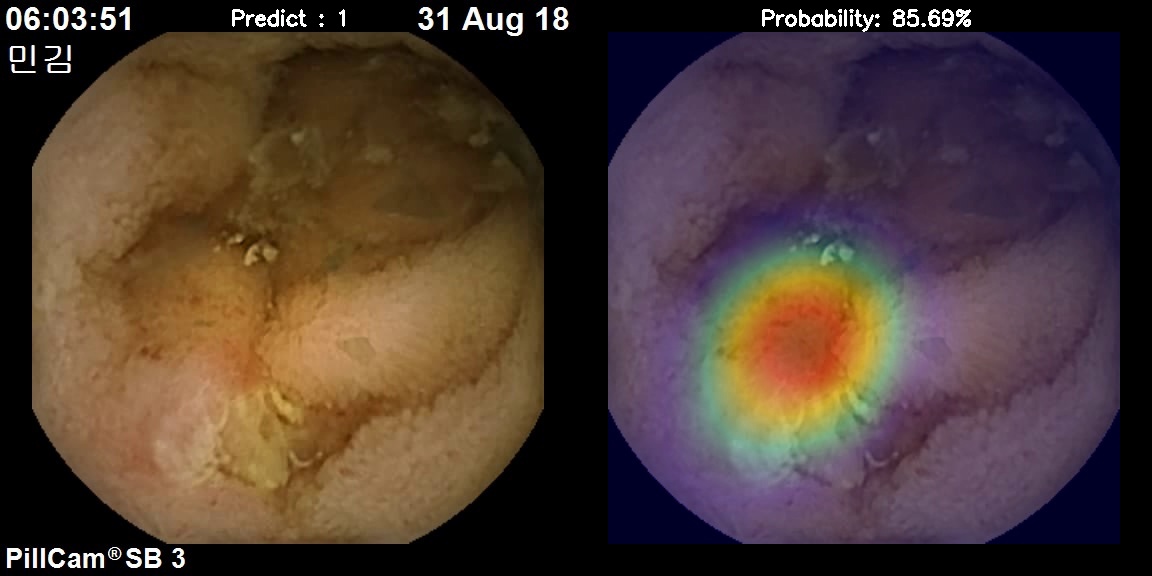 06:03:51 Predict : 1 31 Aug 18 Probability: 85.69%
민김
PillCam® SB 3